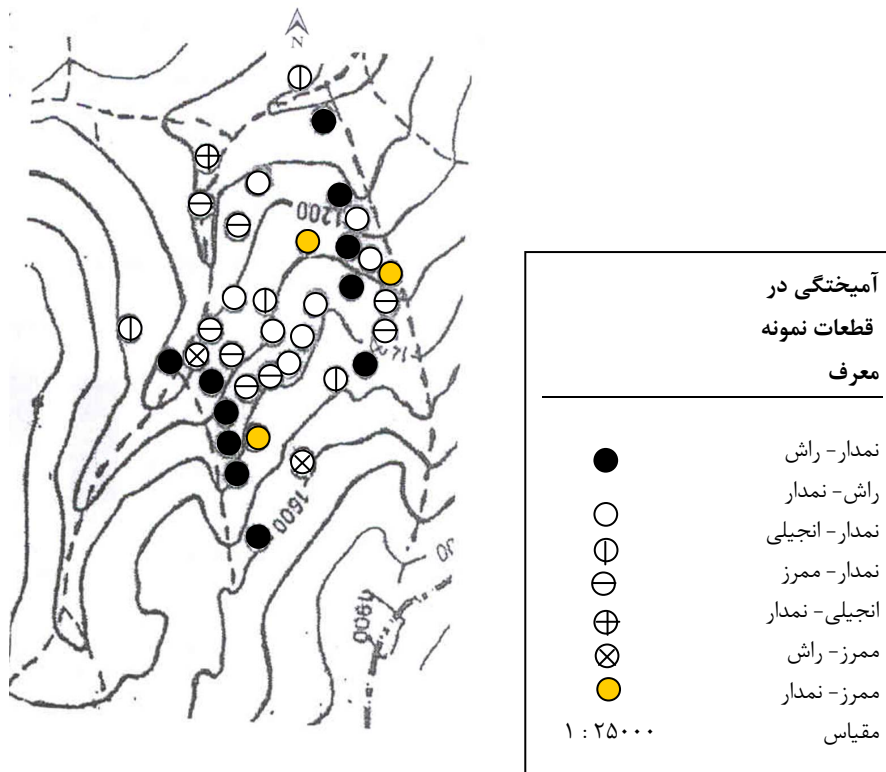 N
1200
1600
1900
آمیختگی در
قطعات نمونه
معرف
نمدار- راش
راش- نمدار
نمدار- انجیلی
نمدار- ممرز
انجیلی- نمدار
ممرز- راش
ممرز- نمدار
مقیاس ۱ : ۲۵۰۰۰